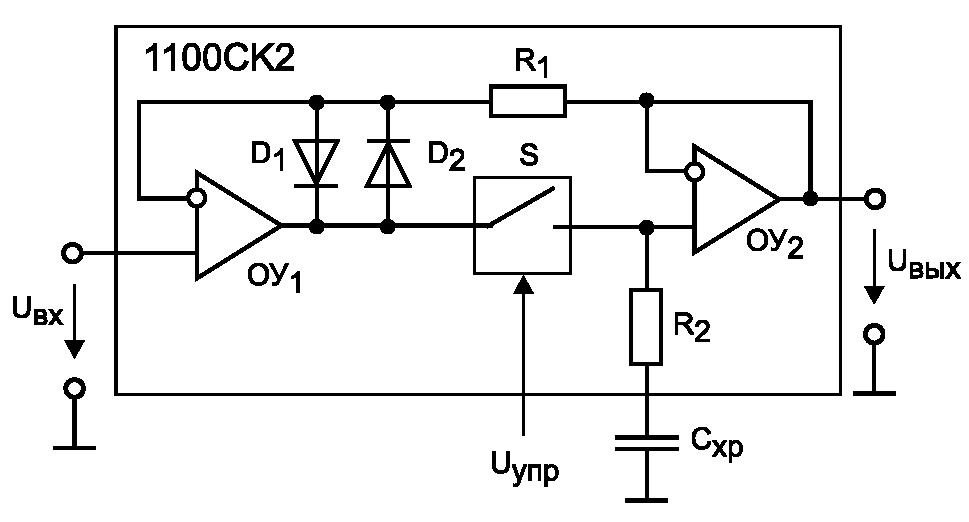 1100СК2
R1
D1
D2
S
ОУ1
ОУ2
Uвх
Uвых
R2
Uупр
Cхр